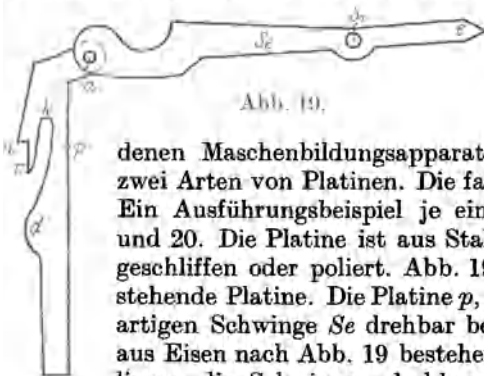 Se
e
Abb. 19.
a
h
p
d
denen Maschenbildungsapparat
zwei Arten von Platinen. Die fa
Ein Ausführungsbeispiel je ein
und 20. Die Platine ist aus Stal
geschliffen oder poliert. Abb. 19
stehende Platine. Die Platine p,
artigen Schwinge Se drehbar be
aus Eisen nach Abb. 19 bestehe